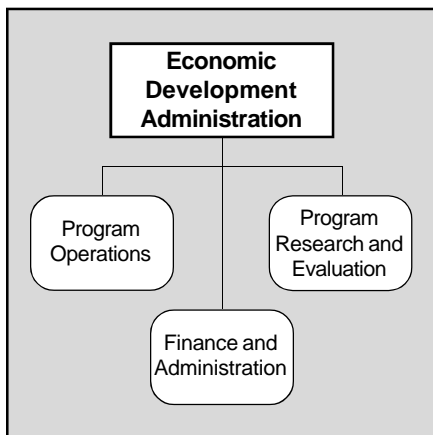 Economic
Development
Administration
Program
Operations
Program
Research and
Evaluation
Finance and
Administration